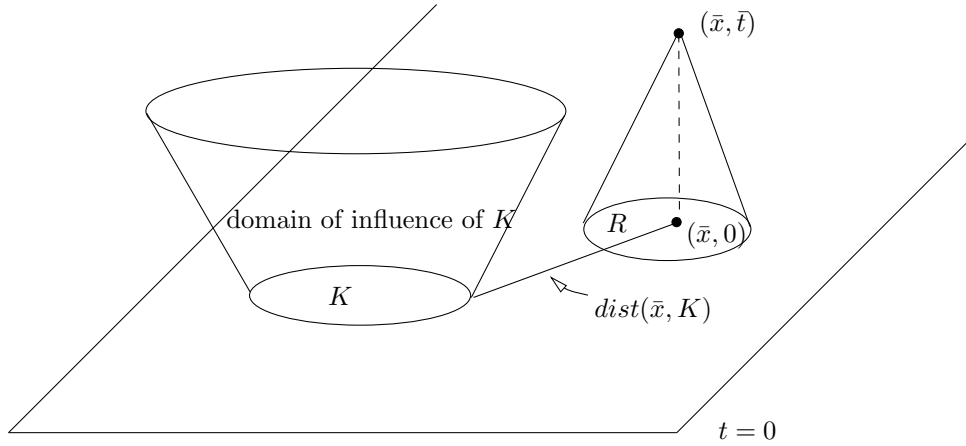 (x̄, t̄)
domain of influence of K
R
(x̄, 0)
K
dist(x̄, K)
t = 0